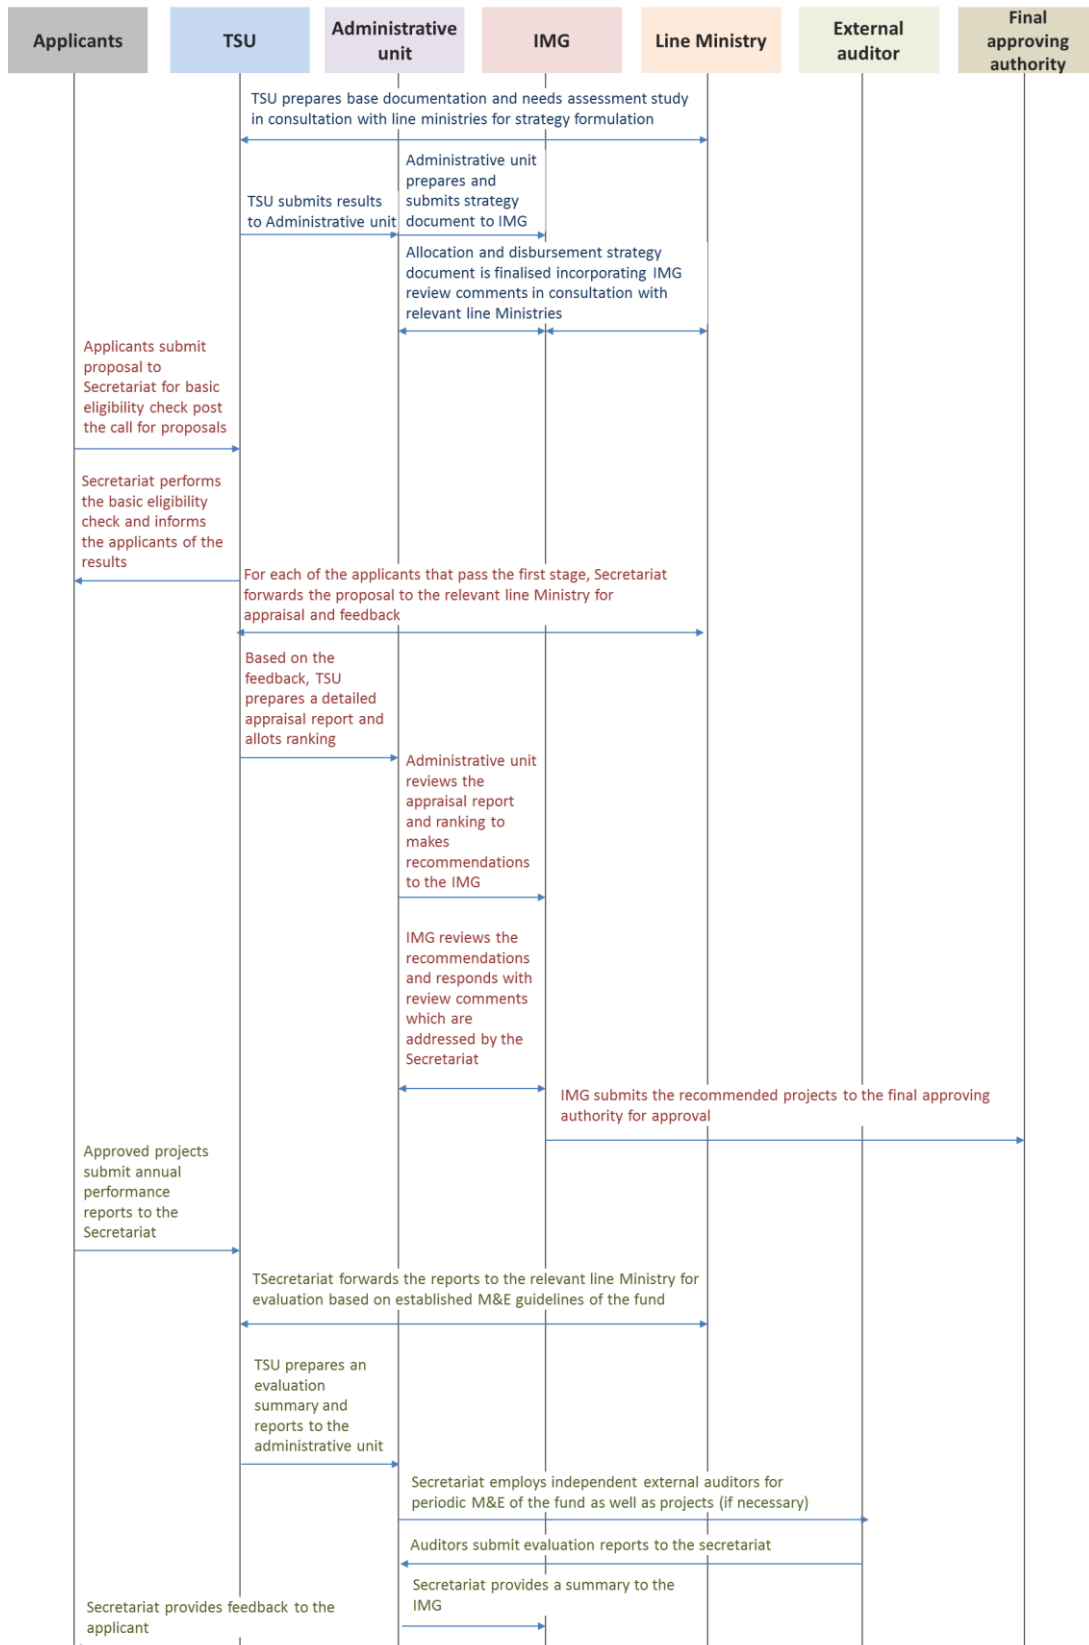 Applicants
TSU
Administrative
unit
IMG
Line Ministry
External
auditor
Final
approving
authority
TSU prepares base documentation and needs assessment study
in consultation with line ministries for strategy formulation
TSU submits results
to Administrative unit
Administrative unit
prepares and
submits strategy
document to IMG
Allocation and disbursement strategy
document is finalised incorporating IMG
review comments in consultation with
relevant line Ministries
Applicants submit
proposal to
Secretariat for basic
eligibility check post
the call for proposals
Secretariat performs
the basic eligibility
check and informs
the applicants of the
results
For each of the applicants that pass the first stage, Secretariat
forwards the proposal to the relevant line Ministry for
appraisal and feedback
Based on the
feedback, TSU
prepares a detailed
appraisal report and
allots ranking
Administrative unit
reviews the
appraisal report
and ranking to
makes
recommendations
to the IMG
IMG reviews the
recommendations
and responds with
review comments
which are
addressed by the
Secretariat
IMG submits the recommended projects to the final approving
authority for approval
Approved projects
submit annual
performance
reports to the
Secretariat
TSecretariat forwards the reports to the relevant line Ministry for
evaluation based on established M&E guidelines of the fund
TSU prepares an
evaluation
summary and
reports to the
administrative unit
Secretariat employs independent external auditors for
periodic M&E of the fund as well as projects (if necessary)
Auditors submit evaluation reports to the secretariat
Secretariat provides a summary to the
IMG
Secretariat provides feedback to the
applicant